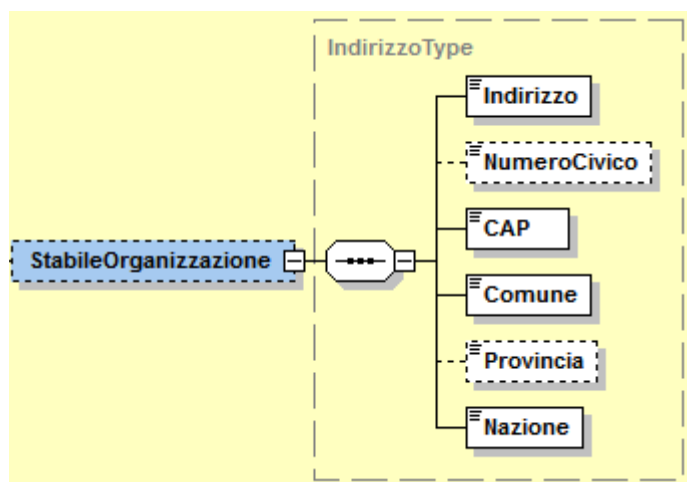 IndirizzoType
Indirizzo
NumeroCivico
CAP
StabileOrganizzazione
Comune
Provincia
Nazione